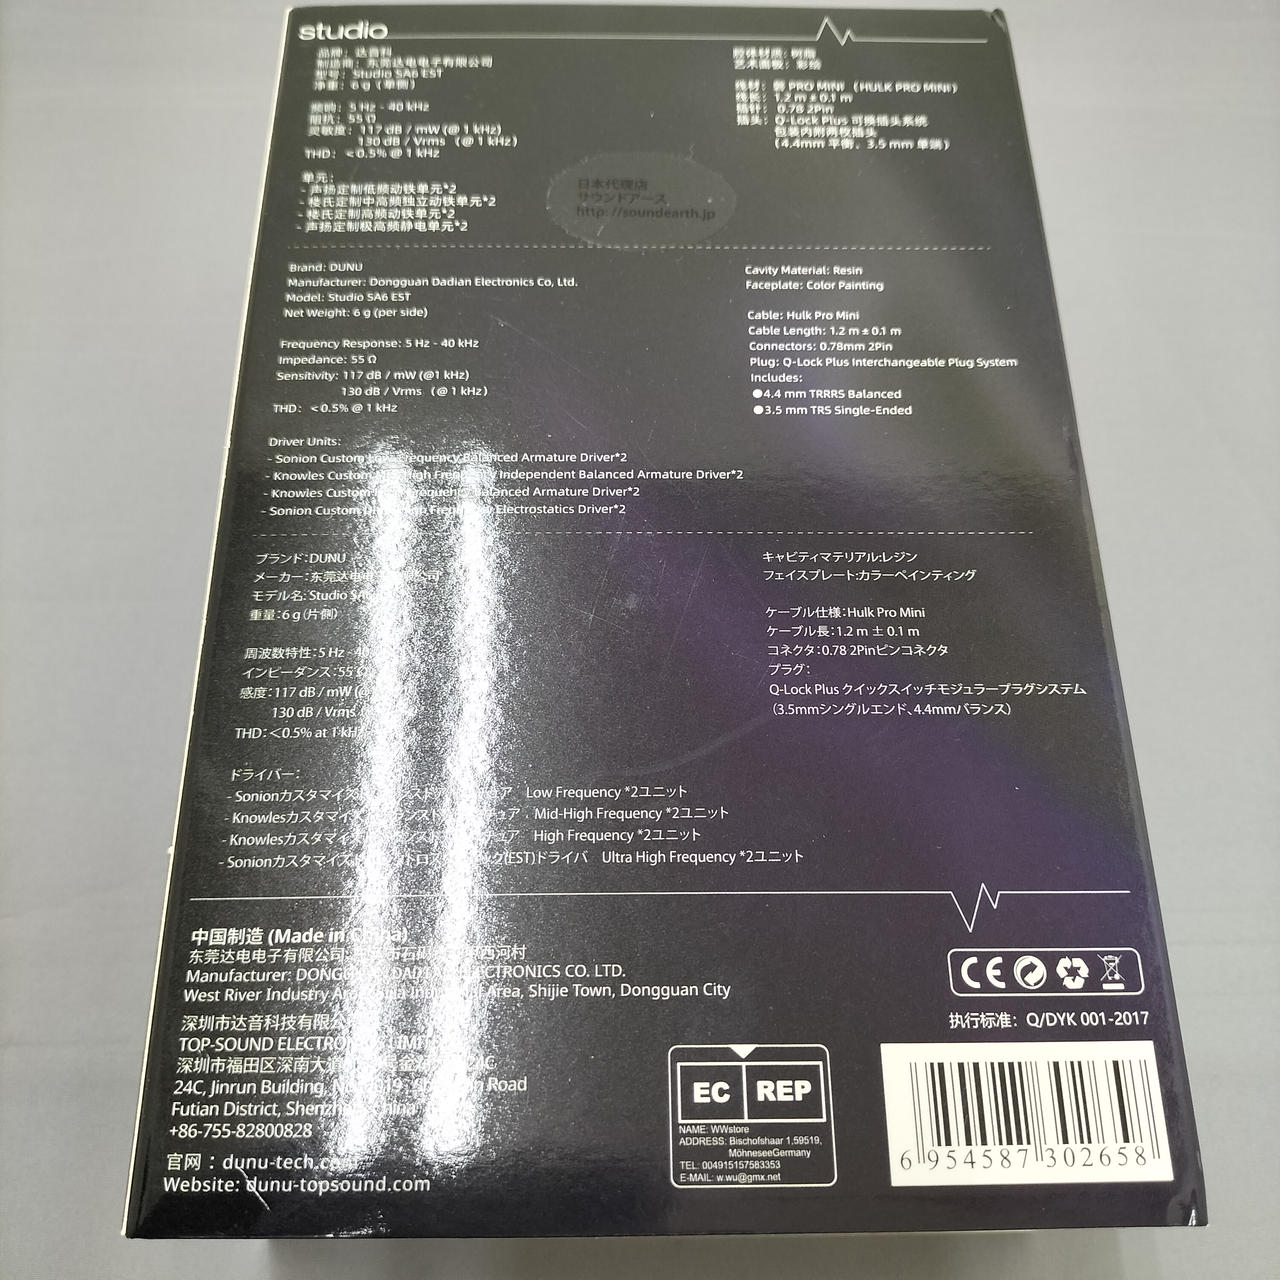 studio
品牌：达音科
制造商：东莞达电电子有限公司
型号：Studio SA6 EST
净重：6 g（单侧）
频响：5 Hz - 40 kHz
阻抗：55 Ω
灵敏度：117 dB / mW (@ 1 kHz)
130 dB / Vrms （@ 1 kHz）
THD：＜0.5% @ 1 kHz
单元：
- 声扬定制低频动铁单元*2
- 楼氏定制中高频独立动铁单元*2
- 楼氏定制高频动铁单元*2
- 声扬定制极高频静电单元*2
腔体材质：树脂
艺术面板：彩绘
线材： PRO MINI （HULK PRO MINI）
线长：1.2 m ± 0.1 m
插针：0.78 2Pin
插头：Q-Lock Plus 可换插头系统
包装内附两枚插头
（4.4mm 平衡、3.5 mm 单端）
日本代理店
サウンドアース
http://soundearth.jp
Brand: DUNU
Manufacturer: Dongguan Dadian Electronics Co, Ltd.
Model: Studio SA6 EST
Net Weight: 6 g (per side)
Frequency Response: 5 Hz - 40 kHz
Impedance: 55 Ω
Sensitivity: 117 dB / mW (@1 kHz)
130 dB / Vrms （@ 1 kHz）
THD: ＜0.5% @ 1 kHz
Driver Units:
- Sonion Custom Low Frequency Balanced Armature Driver*2
- Knowles Custom High Frequency Independent Balanced Armature Driver*2
- Knowles Custom Frequency Balanced Armature Driver*2
- Sonion Custom High Frequency Electrostatics Driver*2
Cavity Material: Resin
Faceplate: Color Painting
Cable: Hulk Pro Mini
Cable Length: 1.2 m ± 0.1 m
Connectors: 0.78mm 2Pin
Plug: Q-Lock Plus Interchangeable Plug System
Includes:
●4.4 mm TRRRS Balanced
●3.5 mm TRS Single-Ended
ブランド:DUNU
メーカー:东莞达电 公司
モデル名: Studio SA6
重量:6 g (片側)
周波数特性:5 Hz - 40
インピーダンス:55 Ω
感度:117 dB / mW (@
130 dB / Vrms
THD:＜0.5% at 1 kHz
ドライバー:
- Sonionカスタマイズ チュア Low Frequency *2ユニット
- Knowlesカスタマイズ チュア Mid-High Frequency *2ユニット
- Knowlesカスタマイズ チュア High Frequency *2ユニット
- Sonionカスタマイズ (EST)ドライバ Ultra High Frequency *2ユニット
キャビティマテリアル:レジン
フェイスプレート:カラーペインティング
ケーブル仕様:Hulk Pro Mini
ケーブル長:1.2 m ± 0.1 m
コネクタ:0.78 2Pinピンコネクタ
プラグ:
Q-Lock Plus クイックスイッチモジュラープラグシステム
（3.5mmシングルエンド、4.4mmバランス）
中国制造 (Made in China)
东莞达电电子有限公司: 西河村
Manufacturer: DONGGUAN DADIAN ELECTRONICS CO. LTD.
West River Industry Area, Shijie Town, Dongguan City
深圳市达音科技有限公
TOP-SOUND ELECTRONICS LIMITED
深圳市福田区深南大道
24C, Jinrun Building, No. 6019, Shennan Road
Futian District, Shenzhen, China
+86-755-82800828
官网：dunu-tech.com
Website: dunu-topsound.com
CE
执行标准：Q/DYK 001-2017
EC REP
NAME: WWstore
ADDRESS: Bischofshaar 1,59519,
MöhneseeGermany
TEL: 004915157583353
E-MAIL: w.wu@gmx.net
6 954587 302658